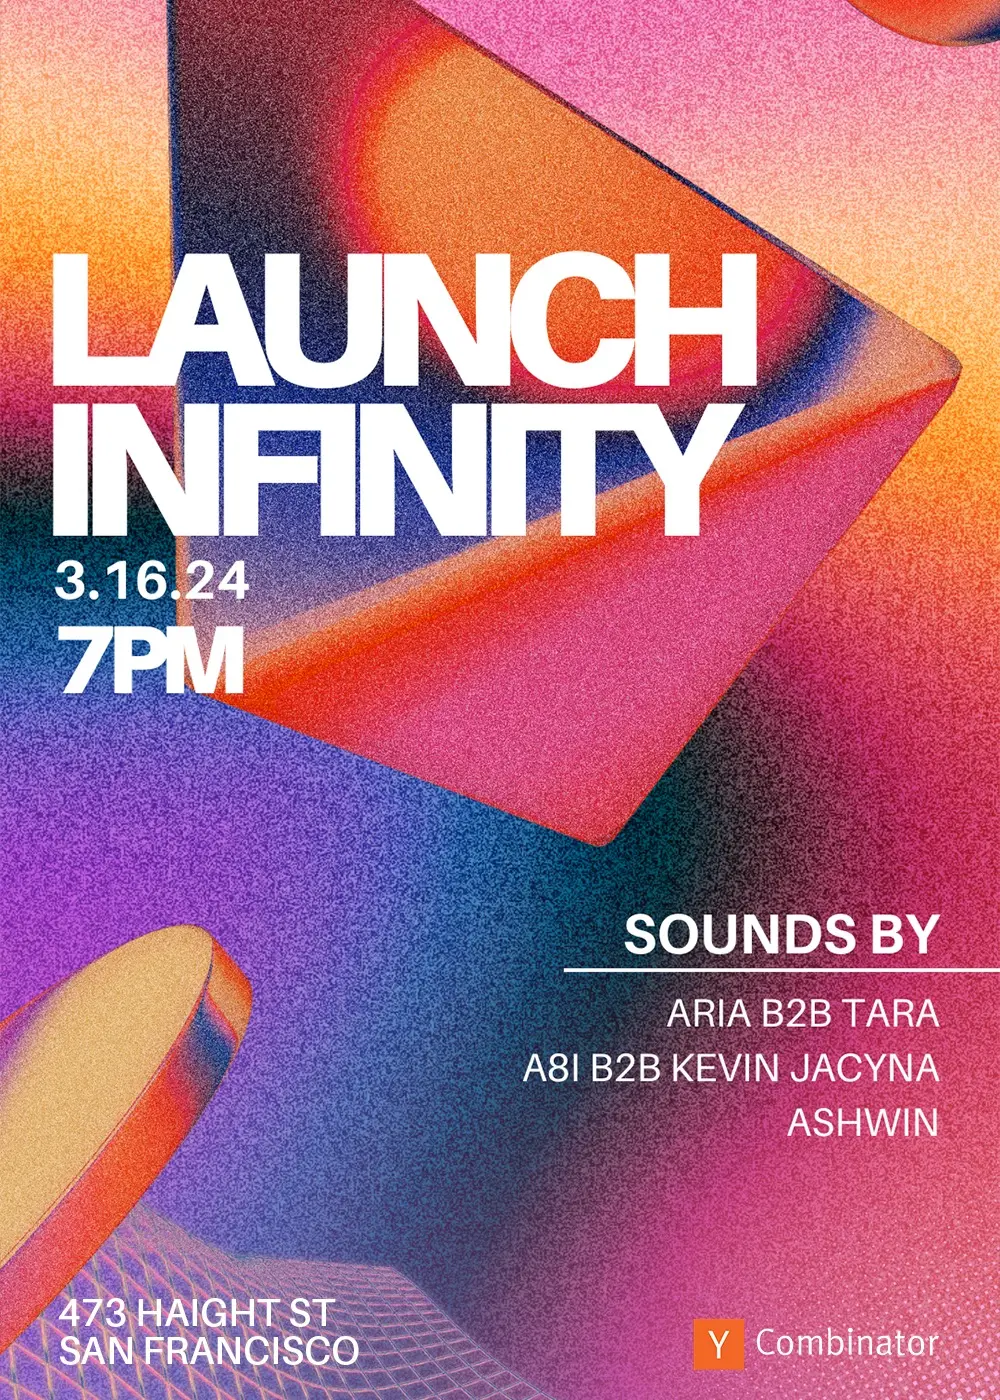 LAUNCH
INFINITY
3.16.24
7PM
SOUNDS BY
ARIA B2B TARA
A8I B2B KEVIN JACYNA
ASHWIN
473 HAIGHT ST
SAN FRANCISCO
Y Combinator